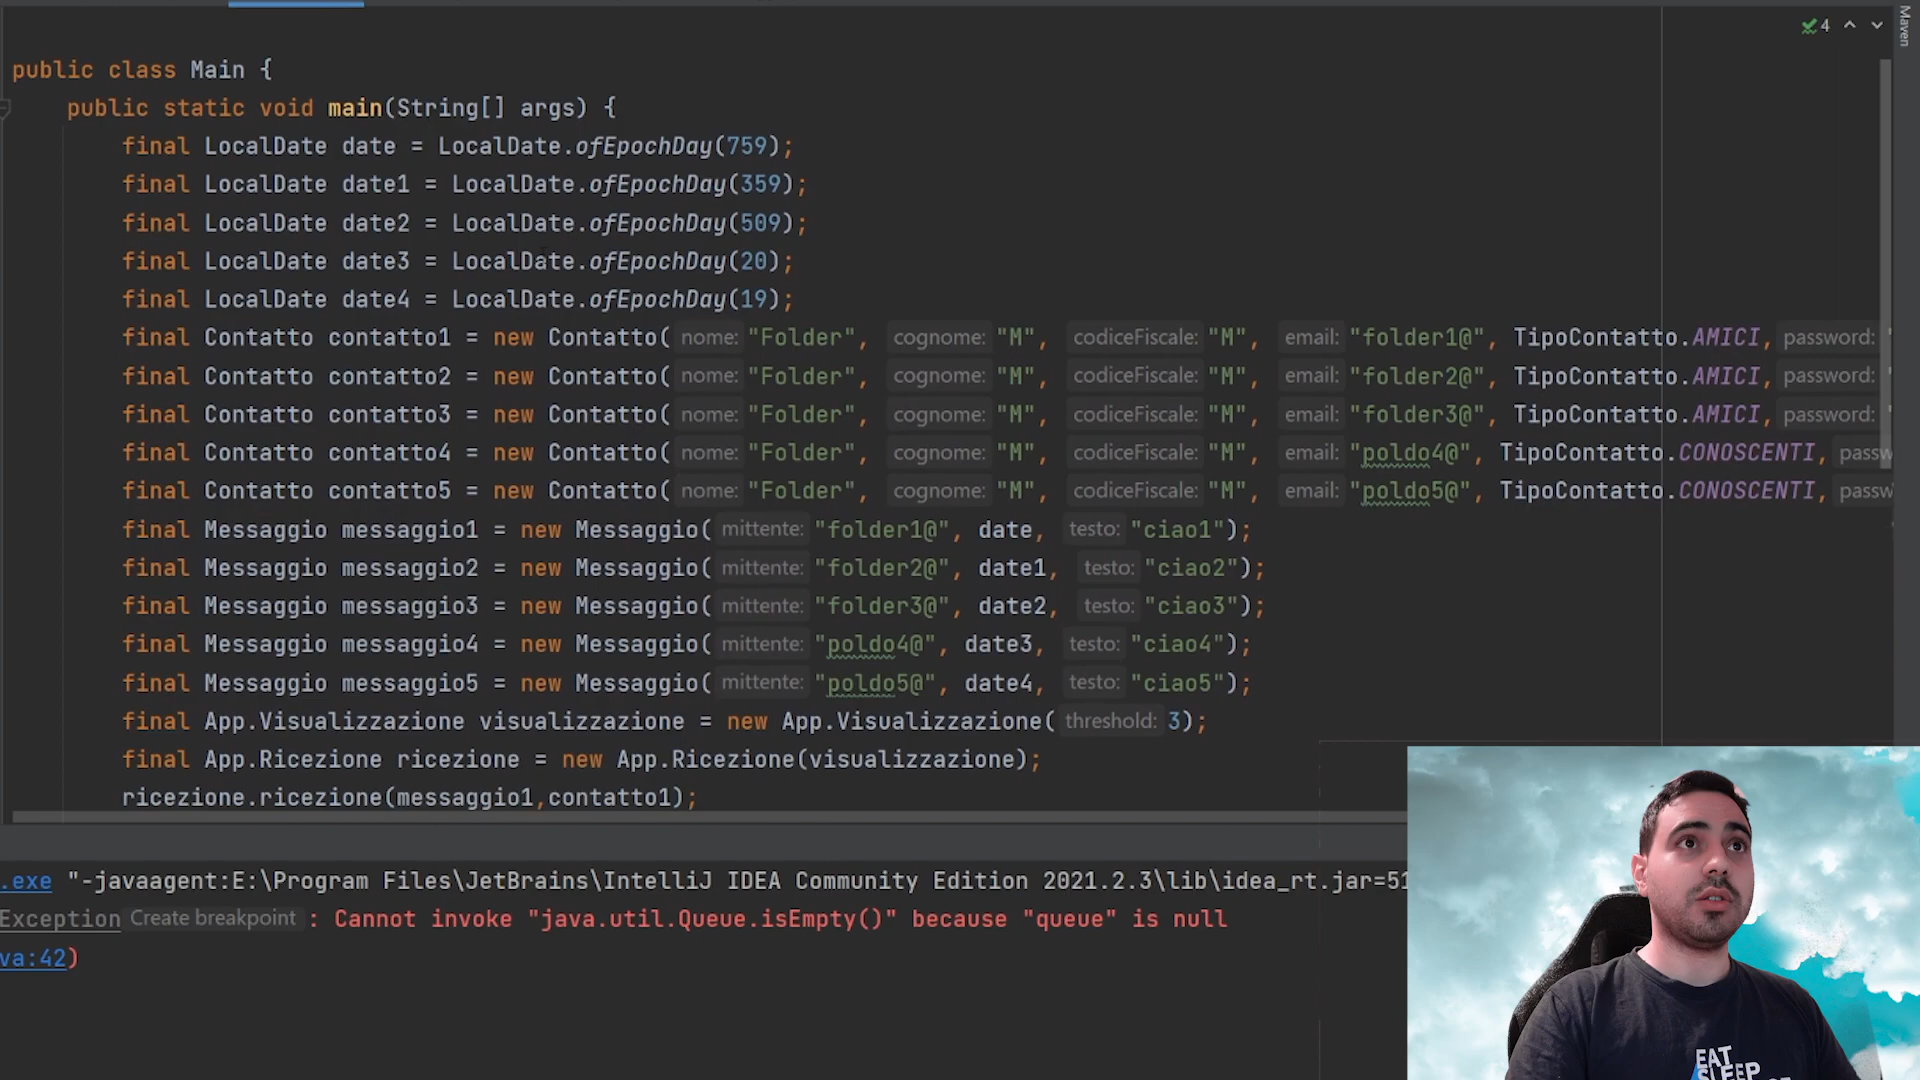 4
Maven
public class Main {
public static void main(String[] args) {
final LocalDate date = LocalDate.ofEpochDay(759);
final LocalDate date1 = LocalDate.ofEpochDay(359);
final LocalDate date2 = LocalDate.ofEpochDay(509);
final LocalDate date3 = LocalDate.ofEpochDay(20);
final LocalDate date4 = LocalDate.ofEpochDay(19);
final Contatto contatto1 = new Contatto( nome: "Folder", cognome: "M", codiceFiscale: "M", email: "folder1@", TipoContatto.AMICI, password: "
final Contatto contatto2 = new Contatto( nome: "Folder", cognome: "M", codiceFiscale: "M", email: "folder2@", TipoContatto.AMICI, password: "
final Contatto contatto3 = new Contatto( nome: "Folder", cognome: "M", codiceFiscale: "M", email: "folder3@", TipoContatto.AMICI, password: "
final Contatto contatto4 = new Contatto( nome: "Folder", cognome: "M", codiceFiscale: "M", email: "poldo4@", TipoContatto.CONOSCENTI, passw
final Contatto contatto5 = new Contatto( nome: "Folder", cognome: "M", codiceFiscale: "M", email: "poldo5@", TipoContatto.CONOSCENTI, passw
final Messaggio messaggio1 = new Messaggio( mittente: "folder1@", date, testo: "ciao1");
final Messaggio messaggio2 = new Messaggio( mittente: "folder2@", date1, testo: "ciao2");
final Messaggio messaggio3 = new Messaggio( mittente: "folder3@", date2, testo: "ciao3");
final Messaggio messaggio4 = new Messaggio( mittente: "poldo4@", date3, testo: "ciao4");
final Messaggio messaggio5 = new Messaggio( mittente: "poldo5@", date4, testo: "ciao5");
final App.Visualizzazione visualizzazione = new App.Visualizzazione( threshold: 3);
final App.Ricezione ricezione = new App.Ricezione(visualizzazione);
ricezione.ricezione(messaggio1,contatto1);
.exe "-javaagent:E:\Program Files\JetBrains\IntelliJ IDEA Community Edition 2021.2.3\lib\idea_rt.jar=51
Exception Create breakpoint : Cannot invoke "java.util.Queue.isEmpty()" because "queue" is null
va:42)
EAT
SLEEP